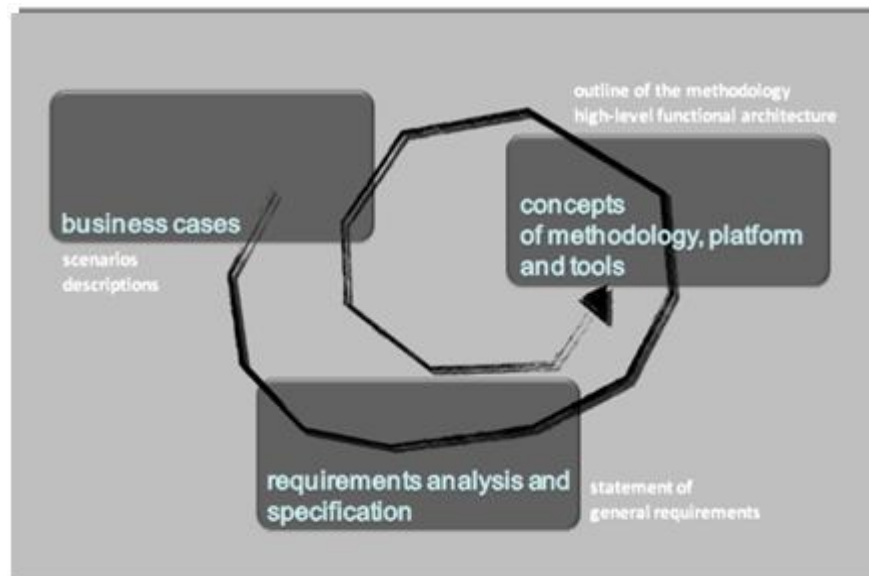 business cases
scenarios
descriptions
outline of the methodology
high-level functional architecture
concepts
of methodology, platform
and tools
requirements analysis and
specification
statement of
general requirements